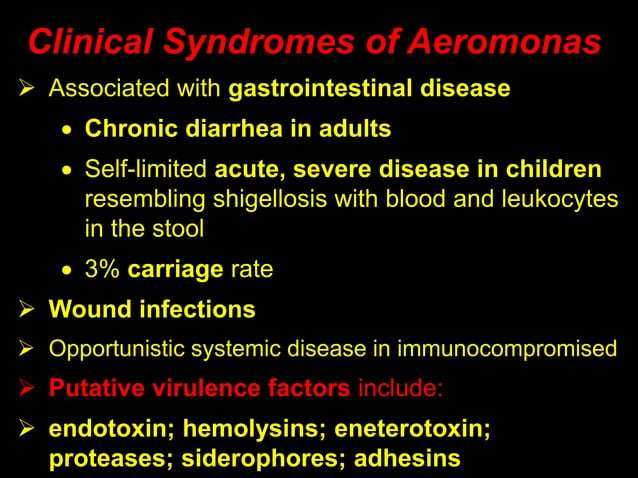 Clinical Syndromes of Aeromonas
➢ Associated with gastrointestinal disease
• Chronic diarrhea in adults
• Self-limited acute, severe disease in children
resembling shigellosis with blood and leukocytes
in the stool
• 3% carriage rate
➢ Wound infections
➢ Opportunistic systemic disease in immunocompromised
➢ Putative virulence factors include:
➢ endotoxin; hemolysins; eneterotoxin;
proteases; siderophores; adhesins